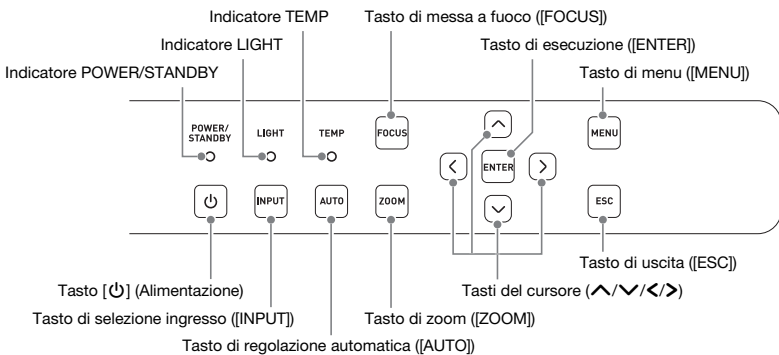 Indicatore TEMP
Tasto di messa a fuoco ([FOCUS])
Indicatore LIGHT
Tasto di esecuzione ([ENTER])
Indicatore POWER/STANDBY
Tasto di menu ([MENU])
POWER/
STANDBY
LIGHT
TEMP
FOCUS
ENTER
MENU
INPUT
AUTO
ZOOM
ESC
Tasto di uscita ([ESC])
Tasto [⏻] (Alimentazione)
Tasti del cursore (∧/∨/</>)
Tasto di selezione ingresso ([INPUT])
Tasto di zoom ([ZOOM])
Tasto di regolazione automatica ([AUTO])